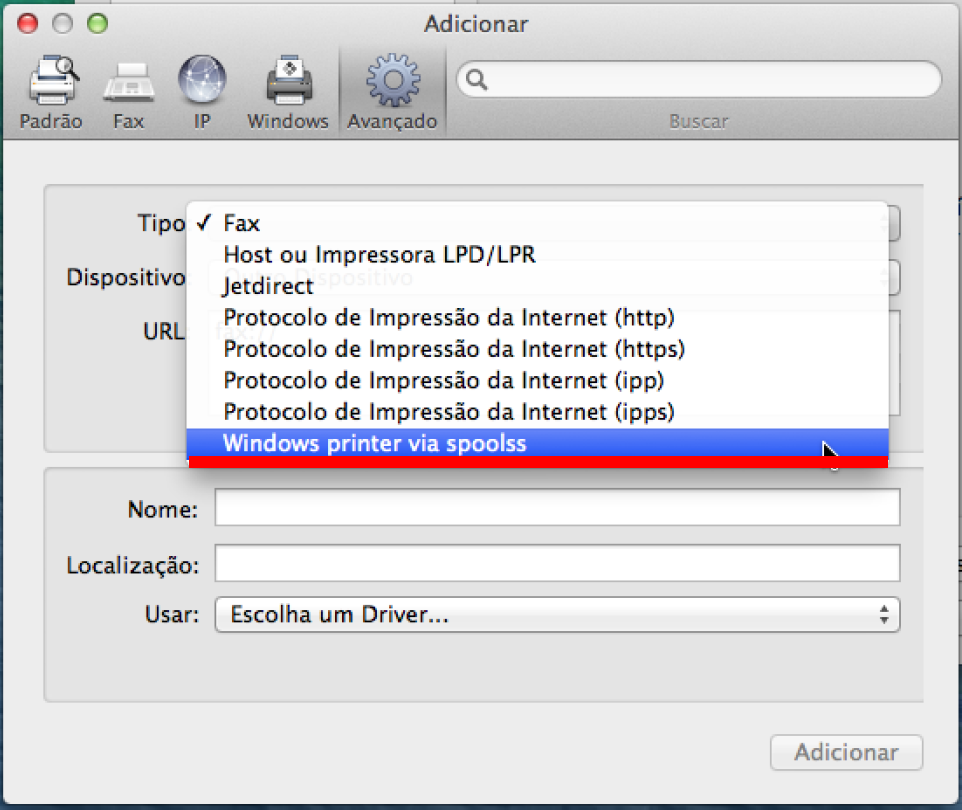 Adicionar
Padrão Fax IP Windows Avançado Buscar
Tipo ✓ Fax
Host ou Impressora LPD/LPR
Dispositivo: Outro Dispositivo
Jetdirect
Protocolo de Impressão da Internet (http)
URL fax://
Protocolo de Impressão da Internet (https)
Protocolo de Impressão da Internet (ipp)
Protocolo de Impressão da Internet (ipps)
Windows printer via spoolss
Nome:
Localização:
Usar: Escolha um Driver...
Adicionar